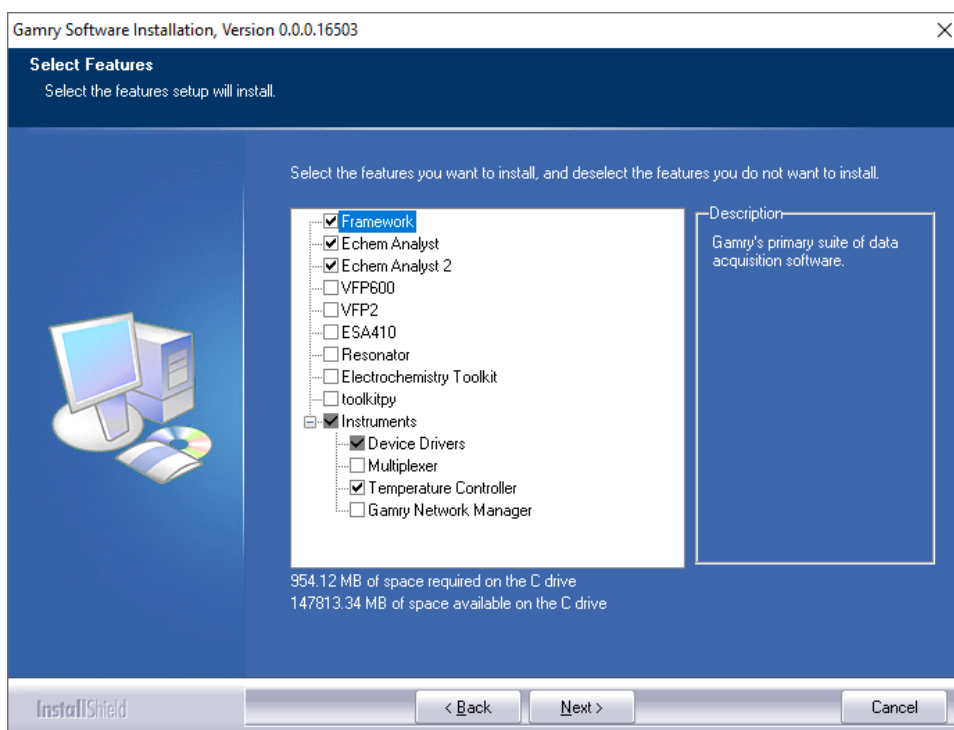 Gamry Software Installation, Version 0.0.0.16503
Select Features
Select the features setup will install.
Select the features you want to install, and deselect the features you do not want to install.
Framework
Echem Analyst
Echem Analyst 2
VFP600
VFP2
ESA410
Resonator
Electrochemistry Toolkit
toolkitpy
Instruments
Device Drivers
Multiplexer
Temperature Controller
Gamry Network Manager
Description
Gamry's primary suite of data
acquisition software.
954.12 MB of space required on the C drive
147813.34 MB of space available on the C drive
InstallShield
< Back
Next >
Cancel